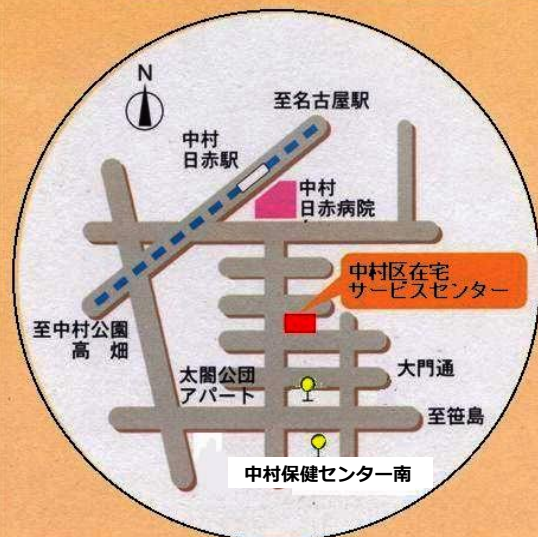 N
至名古屋駅
中村
日赤駅
中村
日赤病院
中村区在宅
サービスセンター
至中村公園
高　畑
太閤公団
アパート
大門通
至笹島
中村保健センター南